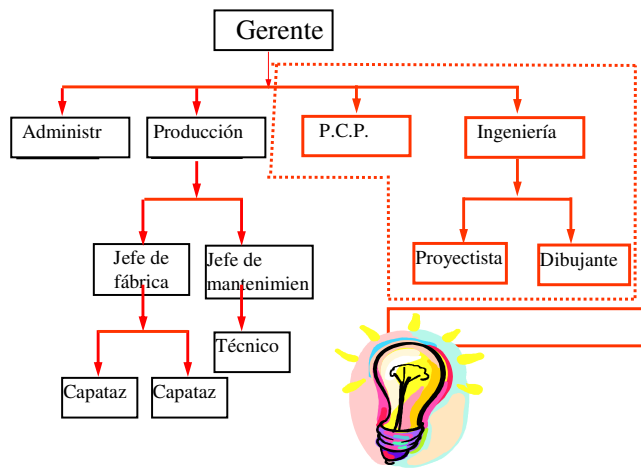 Gerente
Administr
Producción
P.C.P.
Ingeniería
Jefe de
fábrica
Jefe de
mantenimien
Proyectista
Dibujante
Técnico
Capataz
Capataz